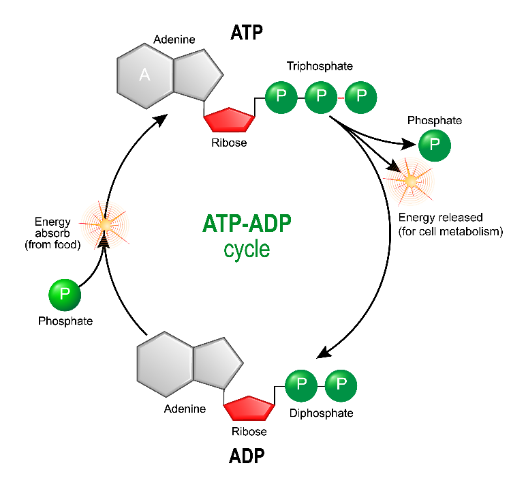 ATP
Adenine
A
Triphosphate
P P P
Ribose
Phosphate
P
Energy released
(for cell metabolism)
ATP-ADP
cycle
Energy
absorb
(from food)
P
Phosphate
P P
Adenine
Diphosphate
Ribose
ADP